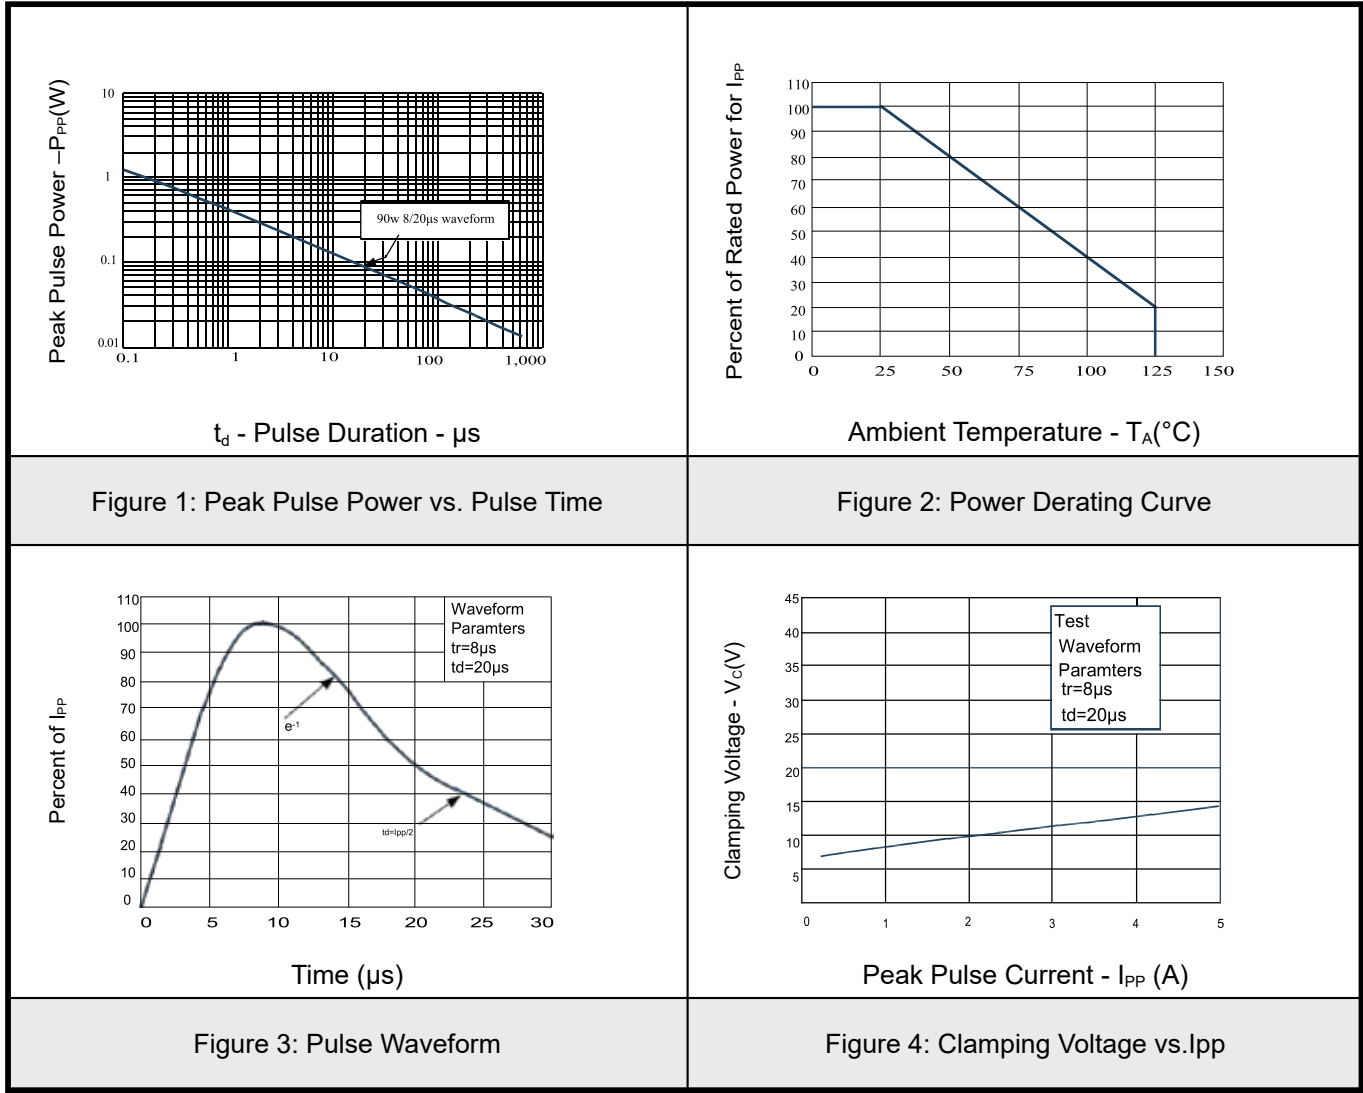 Peak Pulse Power –PPP(W)
10
1
0.1
0.01
90w 8/20μs waveform
0.1 1 10 100 1,000
td - Pulse Duration - μs
Figure 1: Peak Pulse Power vs. Pulse Time
Percent of Rated Power for IPP
110
100
90
80
70
60
50
40
30
20
10
0
0 25 50 75 100 125 150
Ambient Temperature - TA(°C)
Figure 2: Power Derating Curve
Percent of IPP
110
100
90
80
70
60
50
40
30
20
10
0
Waveform
Paramters
tr=8μs
td=20μs
e-1
td=Ipp/2
0 5 10 15 20 25 30
Time (μs)
Figure 3: Pulse Waveform
Clamping Voltage - VC(V)
45
40
35
30
25
20
15
10
5
Test
Waveform
Paramters
tr=8μs
td=20μs
0 1 2 3 4 5
Peak Pulse Current - IPP (A)
Figure 4: Clamping Voltage vs.Ipp